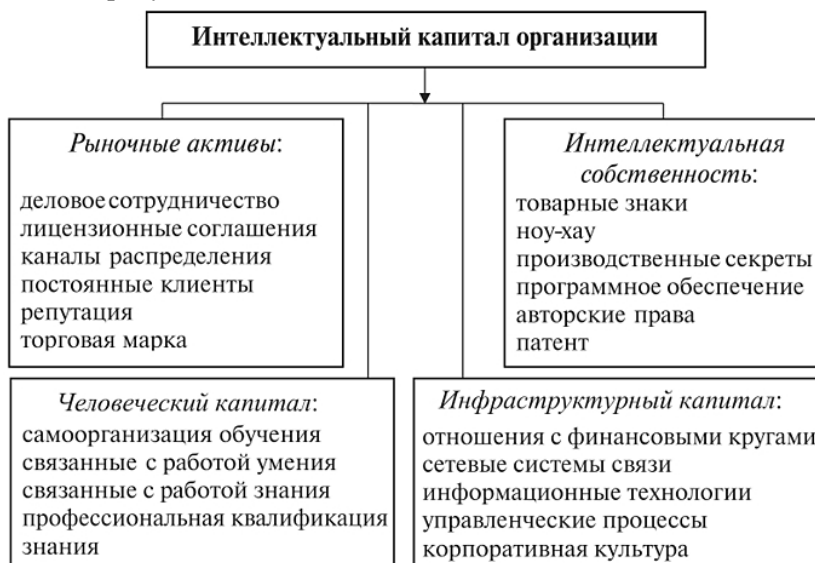 Интеллектуальный капитал организации
Рыночные активы:
деловое сотрудничество
лицензионные соглашения
каналы распределения
постоянные клиенты
репутация
торговая марка
Интеллектуальная
собственность:
товарные знаки
ноу-хау
производственные секреты
программное обеспечение
авторские права
патент
Человеческий капитал:
самоорганизация обучения
связанные с работой умения
связанные с работой знания
профессиональная квалификация
знания
Инфраструктурный капитал:
отношения с финансовыми кругами
сетевые системы связи
информационные технологии
управленческие процессы
корпоративная культура